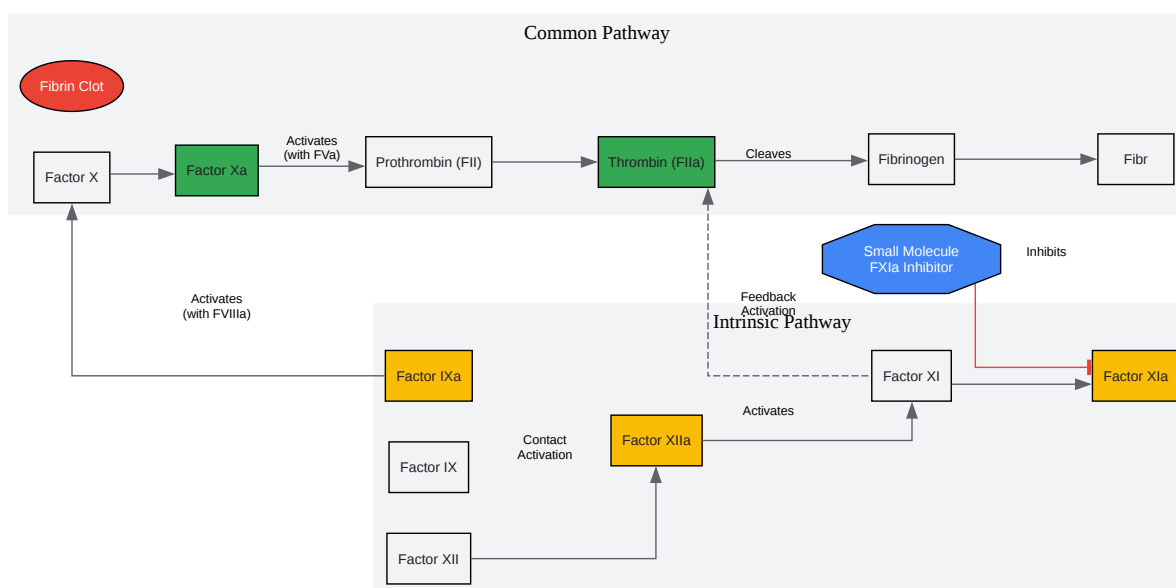 Common Pathway
Fibrin Clot
Activates
(with FVa)
Factor X
Factor Xa
Prothrombin (FII)
Thrombin (FIIa)
Cleaves
Fibrinogen
Fibr
Small Molecule
FXIa Inhibitor
Inhibits
Activates
(with FVIIIa)
Feedback
Activation
Intrinsic Pathway
Factor IXa
Factor XI
Factor XIa
Activates
Factor XIIa
Contact
Activation
Factor IX
Factor XII